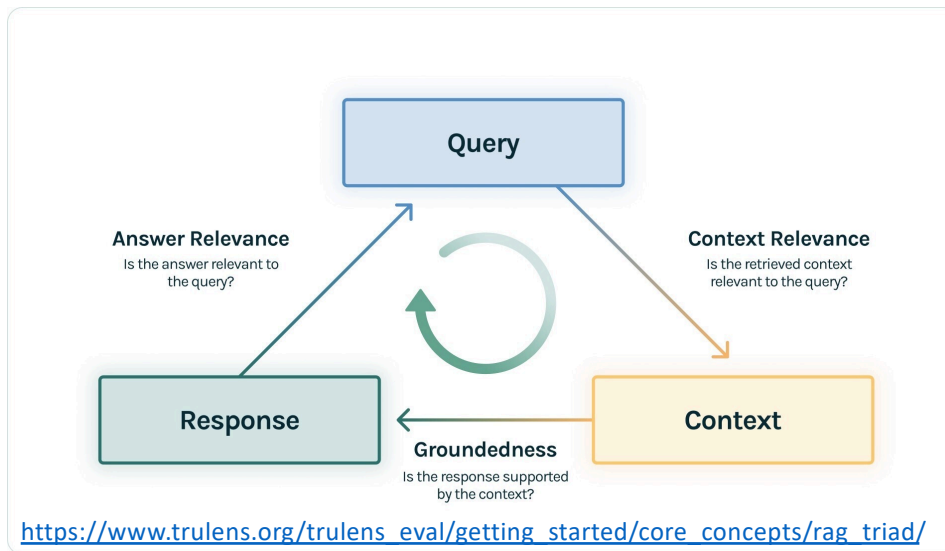 Query
Answer Relevance
Is the answer relevant to
the query?
Context Relevance
Is the retrieved context
relevant to the query?
Response
Context
Groundedness
Is the response supported
by the context?
https://www.trulens.org/trulens_eval/getting_started/core_concepts/rag_triad/